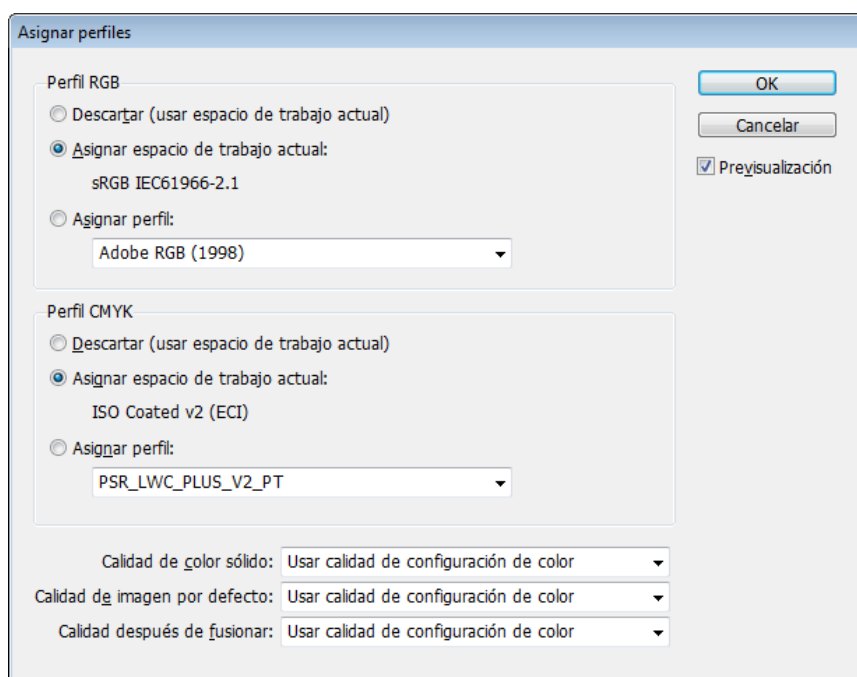 Asignar perfiles
Perfil RGB
Descartar (usar espacio de trabajo actual)
Asignar espacio de trabajo actual:
sRGB IEC61966-2.1
Asignar perfil:
Adobe RGB (1998)
Perfil CMYK
Descartar (usar espacio de trabajo actual)
Asignar espacio de trabajo actual:
ISO Coated v2 (ECI)
Asignar perfil:
PSR_LWC_PLUS_V2_PT
Calidad de color sólido: Usar calidad de configuración de color
Calidad de imagen por defecto: Usar calidad de configuración de color
Calidad después de fusionar: Usar calidad de configuración de color
OK
Cancelar
Previsualización